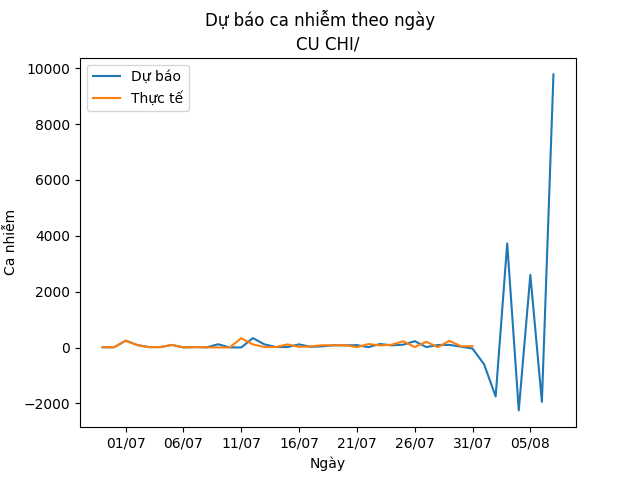 Dự báo ca nhiễm theo ngày
CU CHI/
Dự báo
Thực tế
Ca nhiễm
10000
8000
6000
4000
2000
0
−2000
01/07 06/07 11/07 16/07 21/07 26/07 31/07 05/08
Ngày